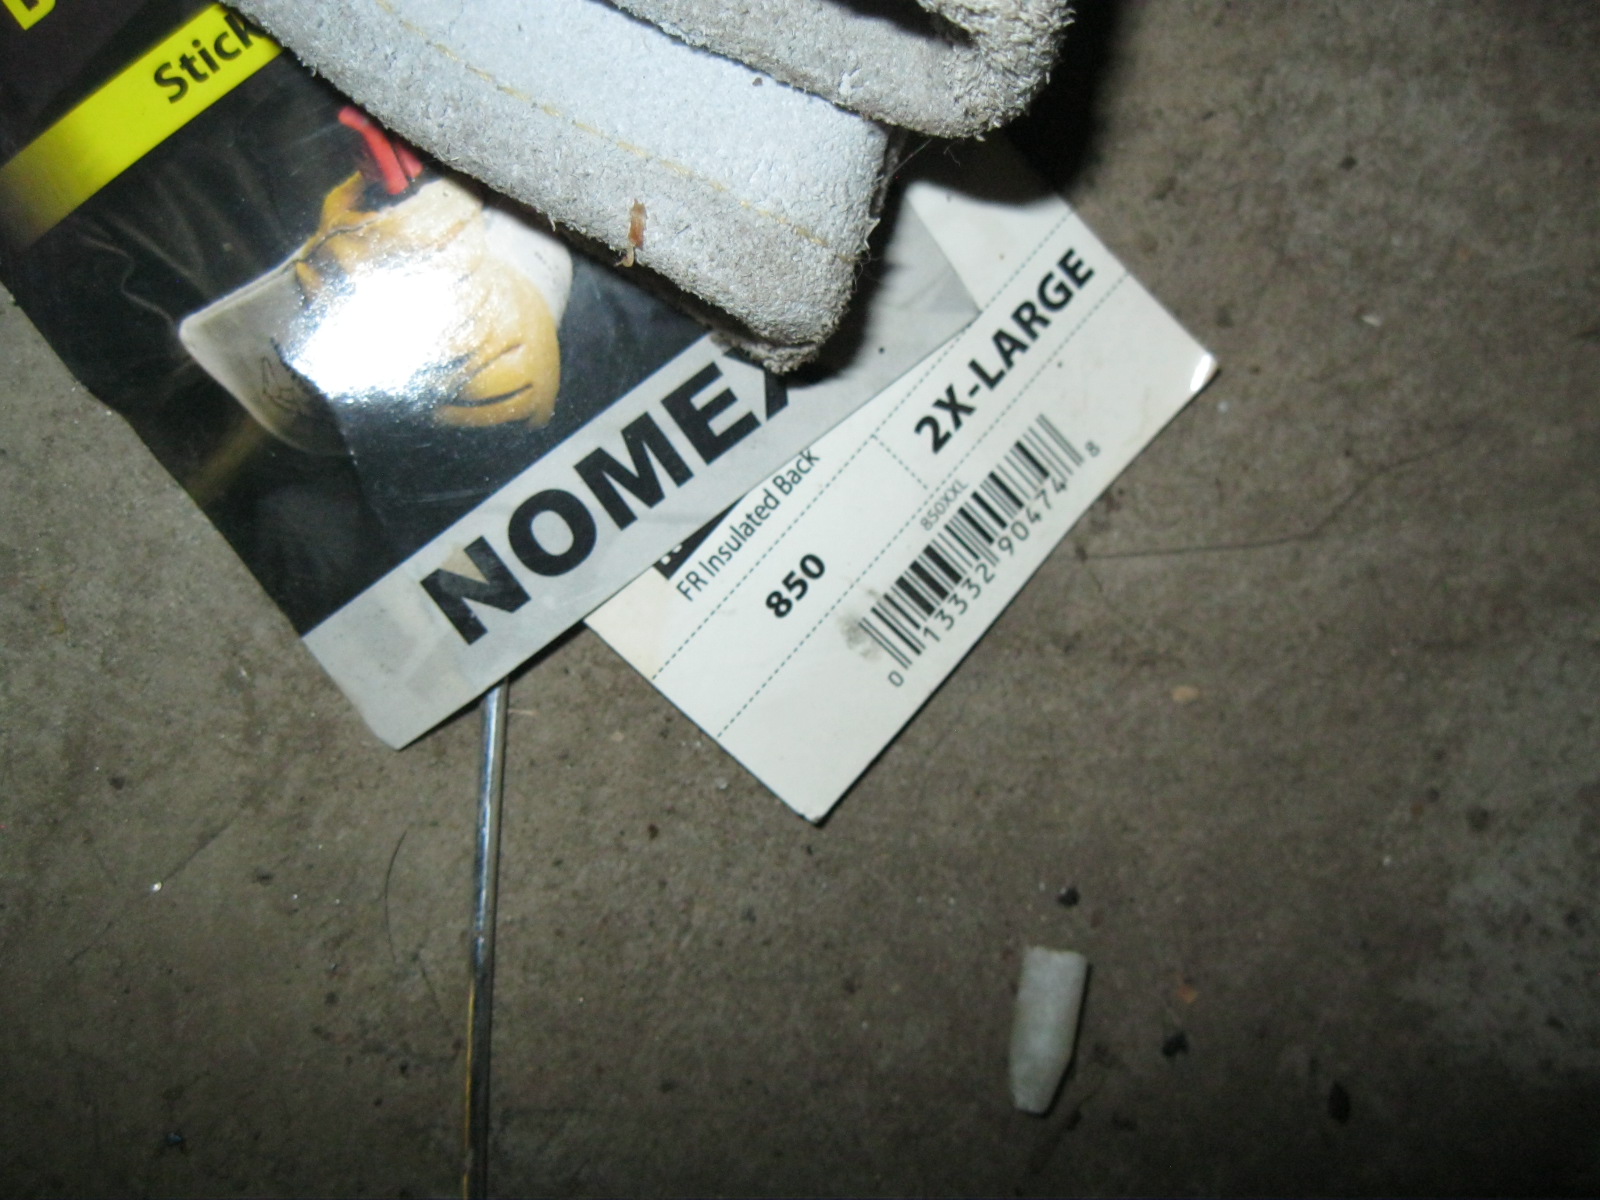 Stick
NOMEX
FR Insulated Back
850
2X-LARGE
850XXL
0 13332 90474 8